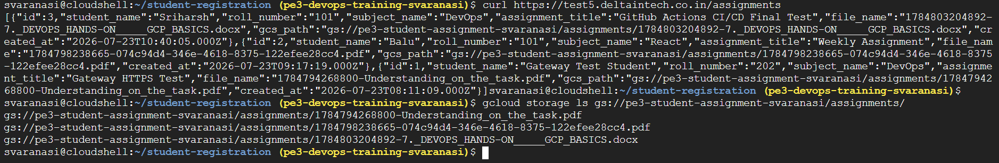 svaranasi@cloudshell:~/student-registration (pe3-devops-training-svaranasi)$ curl https://test5.deltaintech.co.in/assignments
[{"id":3,"student_name":"Sriharsh","roll_number":"101","subject_name":"DevOps","assignment_title":"GitHub Actions CI/CD Final Test","file_name":"1784803204892-
7._DEVOPS_HANDS-ON_____GCP_BASICS.docx","gcs_path":"gs://pe3-student-assignment-svaranasi/assignments/1784803204892-7._DEVOPS_HANDS-ON_____GCP_BASICS.docx","cr
eated_at":"2026-07-23T10:40:05.000Z"},{"id":2,"student_name":"Balu","roll_number":"101","subject_name":"React","assignment_title":"Weekly Assignment","file_nam
e":"1784798238665-074c94d4-346e-4618-8375-122efee28cc4.pdf","gcs_path":"gs://pe3-student-assignment-svaranasi/assignments/1784798238665-074c94d4-346e-4618-8375
-122efee28cc4.pdf","created_at":"2026-07-23T09:17:19.000Z"},{"id":1,"student_name":"Gateway Test Student","roll_number":"202","subject_name":"DevOps","assignme
nt_title":"Gateway HTTPS Test","file_name":"1784794268800-Understanding_on_the_task.pdf","gcs_path":"gs://pe3-student-assignment-svaranasi/assignments/17847942
68800-Understanding_on_the_task.pdf","created_at":"2026-07-23T08:11:09.000Z"}]svaranasi@cloudshell:~/student-registration (pe3-devops-training-svaranasi)$
svaranasi@cloudshell:~/student-registration (pe3-devops-training-svaranasi)$ gcloud storage ls gs://pe3-student-assignment-svaranasi/assignments/
gs://pe3-student-assignment-svaranasi/assignments/1784794268800-Understanding_on_the_task.pdf
gs://pe3-student-assignment-svaranasi/assignments/1784798238665-074c94d4-346e-4618-8375-122efee28cc4.pdf
gs://pe3-student-assignment-svaranasi/assignments/1784803204892-7._DEVOPS_HANDS-ON_____GCP_BASICS.docx
svaranasi@cloudshell:~/student-registration (pe3-devops-training-svaranasi)$